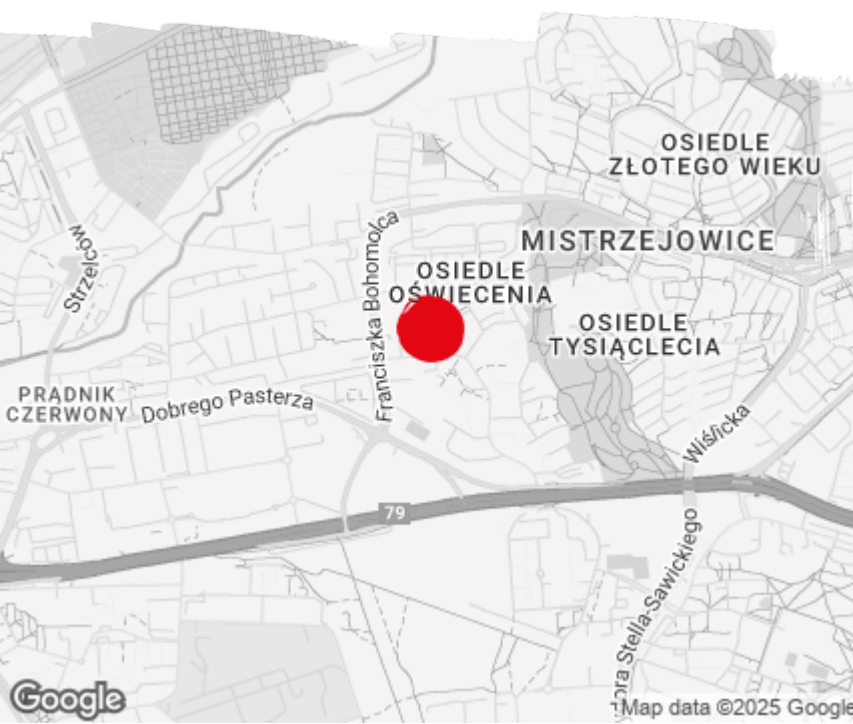 OSIEDLE
ZŁOTEGO WIEKU
Strzelców
Franciszka Bohomolca
MISTRZEJOWICE
OSIEDLE
OŚWIECENIA
OSIEDLE
TYSIĄCLECIA
PRĄDNIK
CZERWONY
Dobrego Pasterza
Wiślicka
79
ora Stella-Sawickiego
Google
Map data ©2025 Google